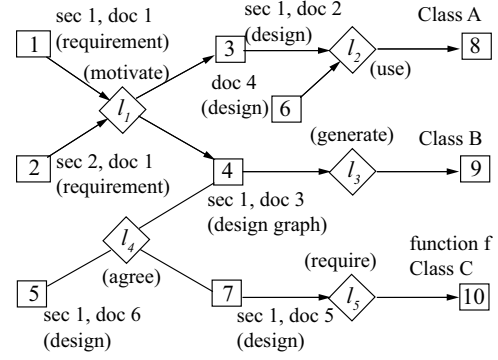 sec 1, doc 1
(requirement)
1
(motivate)
l1
2
sec 2, doc 1
(requirement)
3
sec 1, doc 2
(design)
l2
(use)
Class A
8
doc 4
(design)
6
4
sec 1, doc 3
(design graph)
(generate)
l3
Class B
9
l4
(agree)
5
sec 1, doc 6
(design)
7
sec 1, doc 5
(design)
(require)
l5
function f
Class C
10